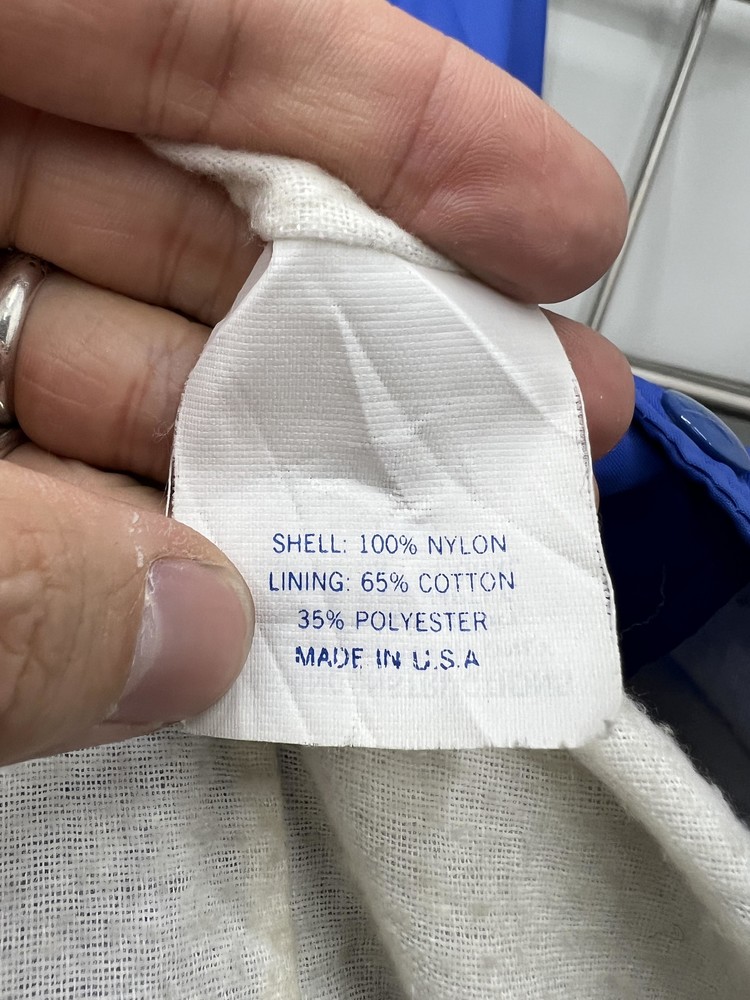 SHELL: 100% NYLON
LINING: 65% COTTON
35% POLYESTER
MADE IN U.S.A